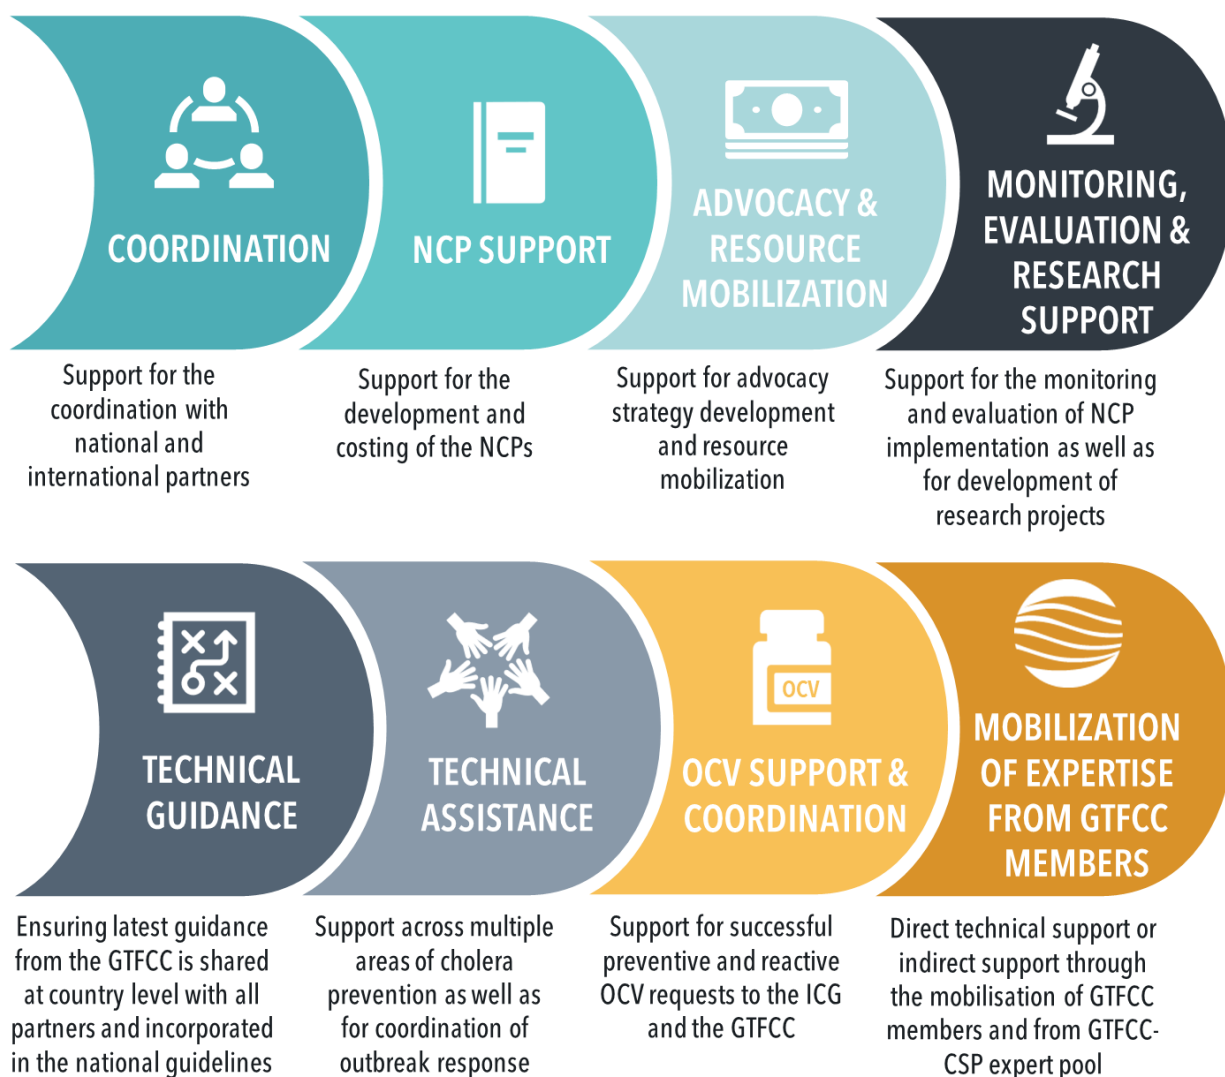 COORDINATION
Support for the
coordination with
national and
international partners
NCP SUPPORT
Support for the
development and
costing of the NCPs
ADVOCACY &
RESOURCE
MOBILIZATION
Support for advocacy
strategy development
and resource
mobilization
MONITORING,
EVALUATION &
RESEARCH
SUPPORT
Support for the monitoring
and evaluation of NCP
implementation as well as
for development of
research projects
TECHNICAL
GUIDANCE
Ensuring latest guidance
from the GTFCC is shared
at country level with all
partners and incorporated
in the national guidelines
TECHNICAL
ASSISTANCE
Support across multiple
areas of cholera
prevention as well as
for coordination of
outbreak response
OCV
OCV SUPPORT &
COORDINATION
Support for successful
preventive and reactive
OCV requests to the ICG
and the GTFCC
MOBILIZATION
OF EXPERTISE
FROM GTFCC
MEMBERS
Direct technical support or
indirect support through
the mobilisation of GTFCC
members and from GTFCC-
CSP expert pool